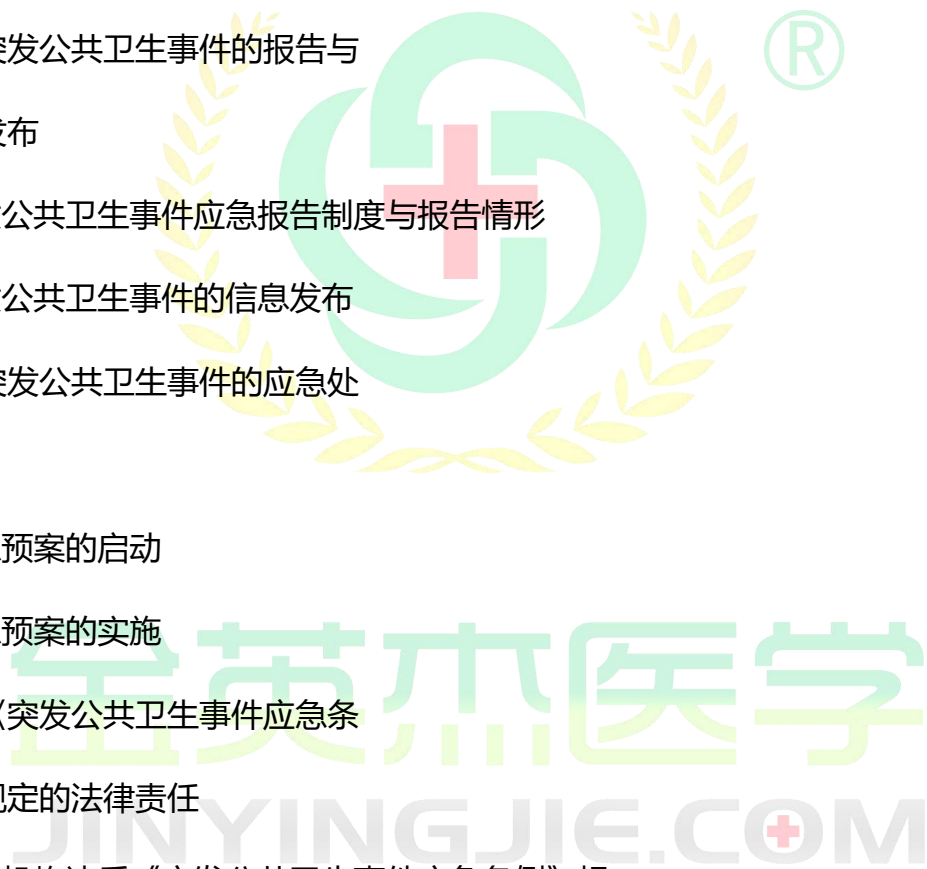 发公共卫生事件的报告与
布
公共卫生事件应急报告制度与报告情形
公共卫生事件的信息发布
发公共卫生事件的应急处
预案的启动
预案的实施
《突发公共卫生事件应急条
定的法律责任
金英杰医学
JINYINGJIE.COM
®